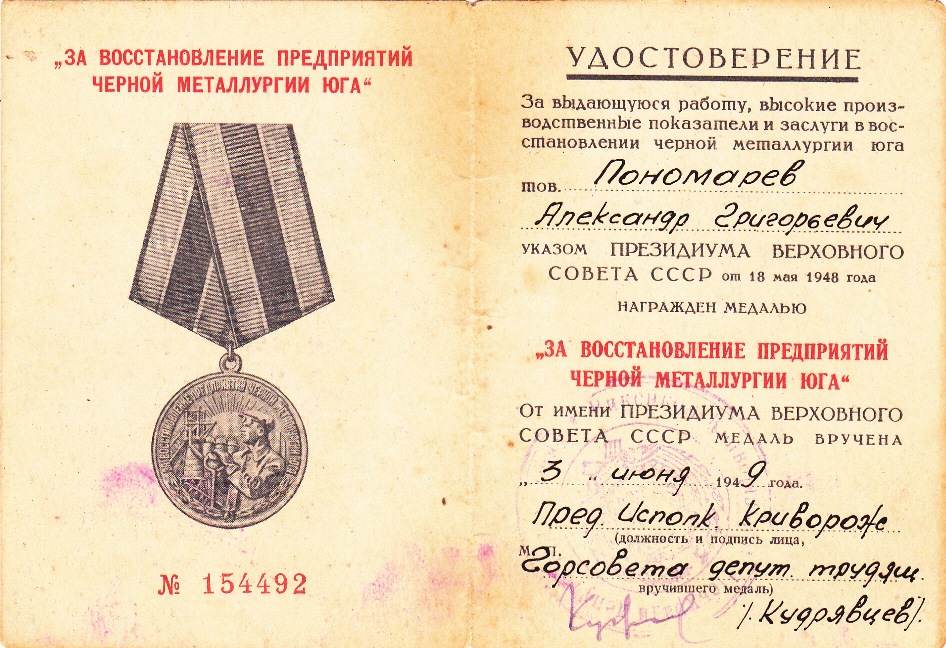 „ЗА ВОССТАНОВЛЕНИЕ ПРЕДПРИЯТИЙ
ЧЕРНОЙ МЕТАЛЛУРГИИ ЮГА“
№ 154492
УДОСТОВЕРЕНИЕ
За выдающуюся работу, высокие произ-
водственные показатели и заслуги в вос-
становлении черной металлургии юга
тов. Пономарев
Александр Григорьевич
УКАЗОМ ПРЕЗИДИУМА ВЕРХОВНОГО
СОВЕТА СССР от 18 мая 1948 года
НАГРАЖДЕН МЕДАЛЬЮ
„ЗА ВОССТАНОВЛЕНИЕ ПРЕДПРИЯТИЙ
ЧЕРНОЙ МЕТАЛЛУРГИИ ЮГА“
От имени ПРЕЗИДИУМА ВЕРХОВНОГО
СОВЕТА СССР МЕДАЛЬ ВРУЧЕНА
„3 “ июня 1949 года.
Пред. Исполк. Криворож
(должность и подпись лица,
М. П.
Горсовета депут. трудящ.
вручившего медаль)
/. Кудрявцев/